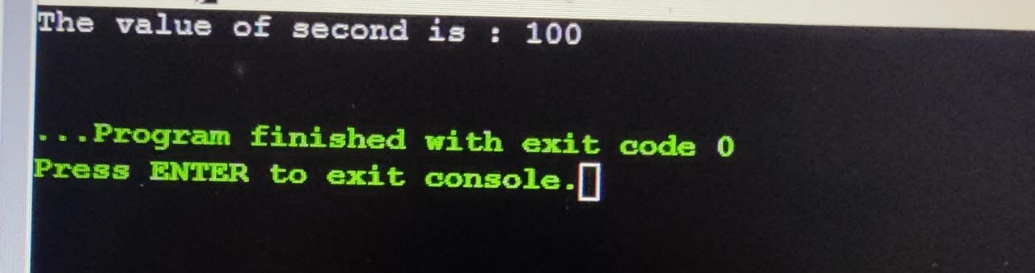 The value of second is : 100
...Program finished with exit code 0
Press ENTER to exit console.